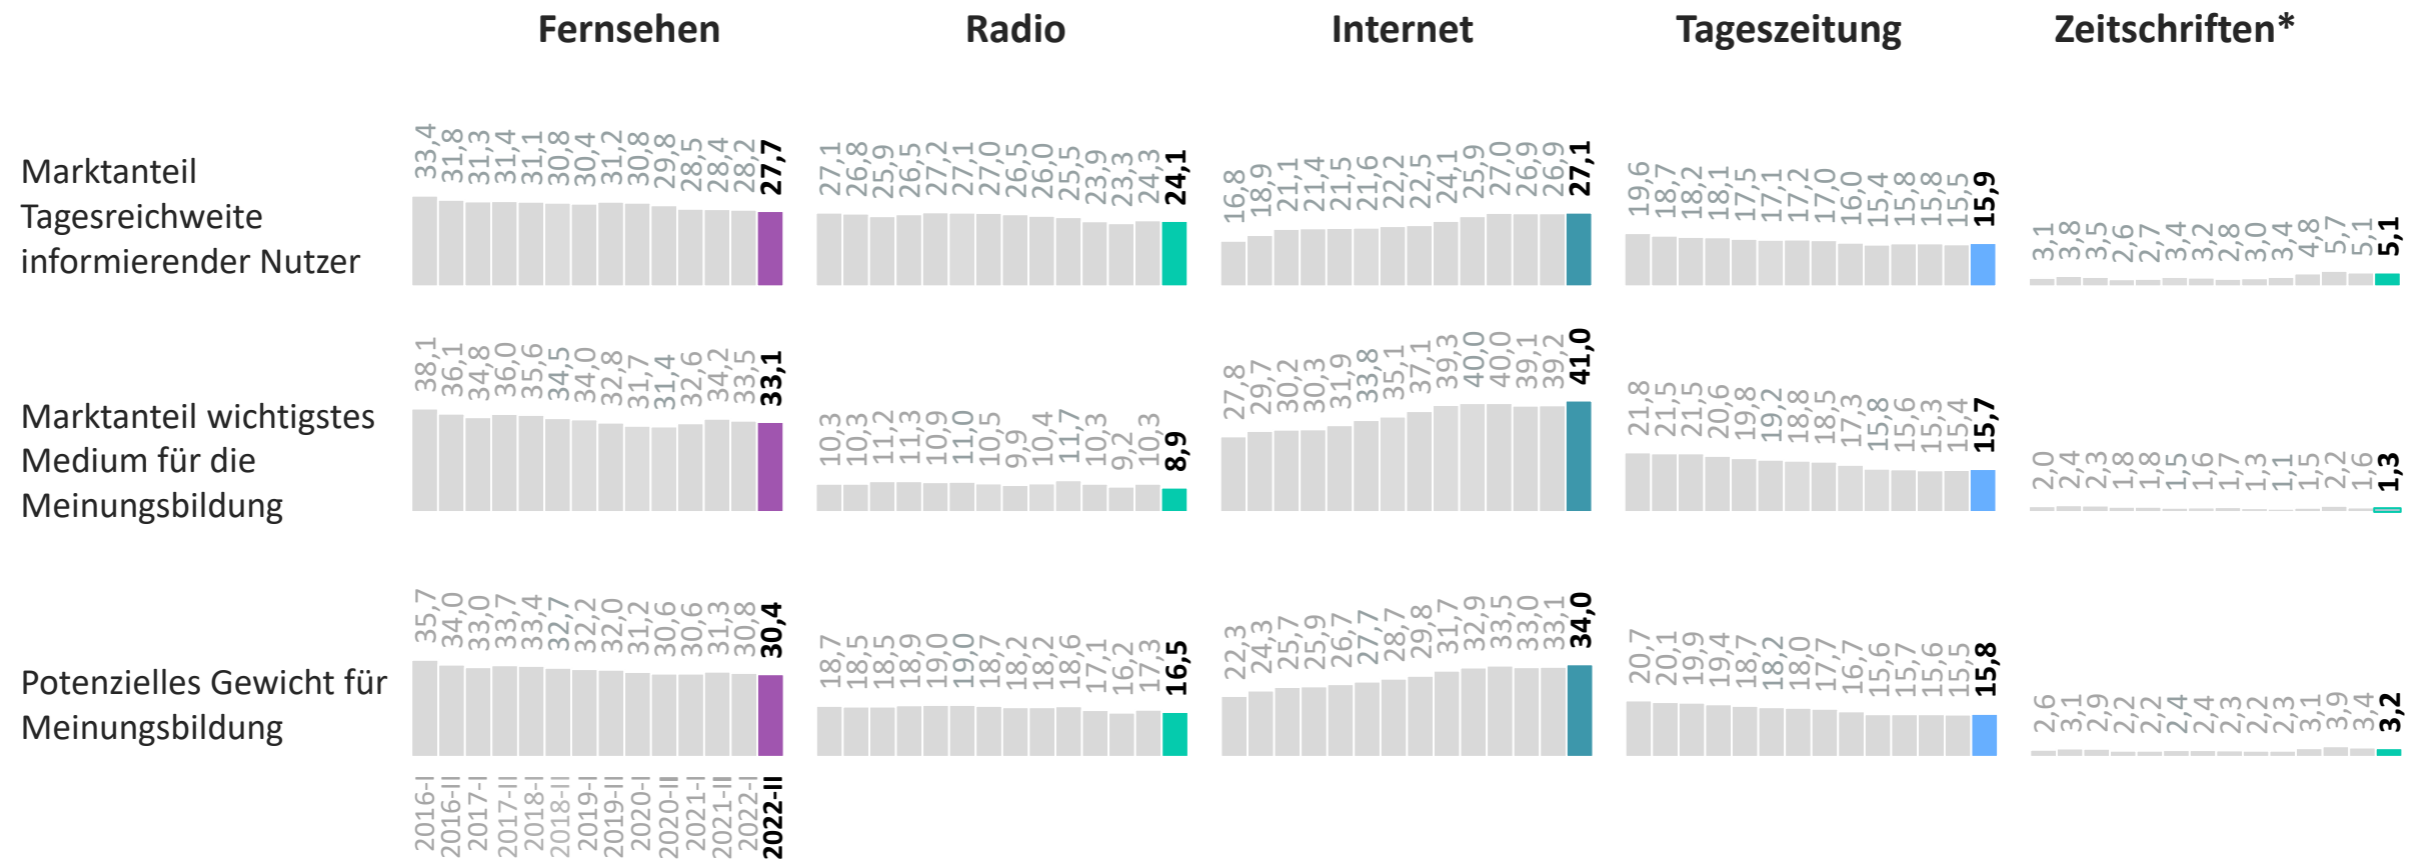 Fernsehen Radio Internet Tageszeitung Zeitschriften*
Marktanteil
Tagesreichweite
informierender Nutzer
33,4 31,8 31,3 31,4 31,1 30,8 30,4 31,2 30,8 29,8 28,5 28,4 28,2 27,7
27,1 26,8 25,9 26,5 27,2 27,1 27,0 26,5 26,0 25,5 23,9 23,3 24,3 24,1
16,8 18,9 21,1 21,4 21,5 21,6 22,2 22,5 24,1 25,9 27,0 26,9 26,9 27,1
19,6 18,7 18,2 18,1 17,5 17,1 17,2 17,0 16,0 15,4 15,8 15,8 15,5 15,9
3,1 3,8 3,5 2,6 2,7 3,4 3,2 2,8 3,0 3,4 4,8 5,7 5,1 5,1
Marktanteil wichtigstes
Medium für die
Meinungsbildung
38,1 36,1 34,8 36,0 35,6 34,5 34,0 32,8 31,7 31,4 32,6 34,2 33,5 33,1
10,3 10,3 11,2 11,3 10,9 11,0 10,5 9,9 10,4 11,7 10,3 9,2 10,3 8,9
27,8 29,7 30,2 30,3 31,9 33,8 35,1 37,1 39,3 40,0 40,0 39,1 39,2 41,0
21,8 21,5 21,5 20,6 19,8 19,2 18,8 18,5 17,3 15,8 15,6 15,3 15,4 15,7
2,0 2,4 2,3 1,8 1,8 1,5 1,6 1,7 1,3 1,1 1,5 2,2 1,6 1,3
Potenzielles Gewicht für
Meinungsbildung
35,7 34,0 33,0 33,7 33,4 32,7 32,2 32,0 31,2 30,6 30,6 31,3 30,8 30,4
18,7 18,5 18,5 18,9 19,0 19,0 18,7 18,2 18,2 18,6 17,1 16,2 17,3 16,5
22,3 24,3 25,7 25,9 26,7 27,7 28,7 29,8 31,7 32,9 33,5 33,0 33,1 34,0
20,7 20,1 19,9 19,4 18,7 18,2 18,0 17,7 16,7 15,6 15,7 15,6 15,5 15,8
2,6 3,1 2,9 2,2 2,2 2,4 2,4 2,3 2,2 2,3 3,1 3,9 3,4 3,2
2016-I 2016-II 2017-I 2017-II 2018-I 2018-II 2019-I 2019-II 2020-I 2020-II 2021-I 2021-II 2022-I 2022-II